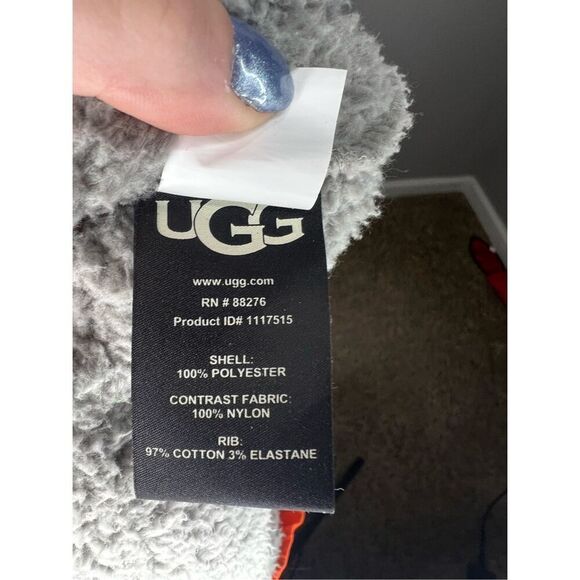 UGG
www.ugg.com
RN # 88276
Product ID# 1117515
SHELL:
100% POLYESTER
CONTRAST FABRIC:
100% NYLON
RIB:
97% COTTON 3% ELASTANE